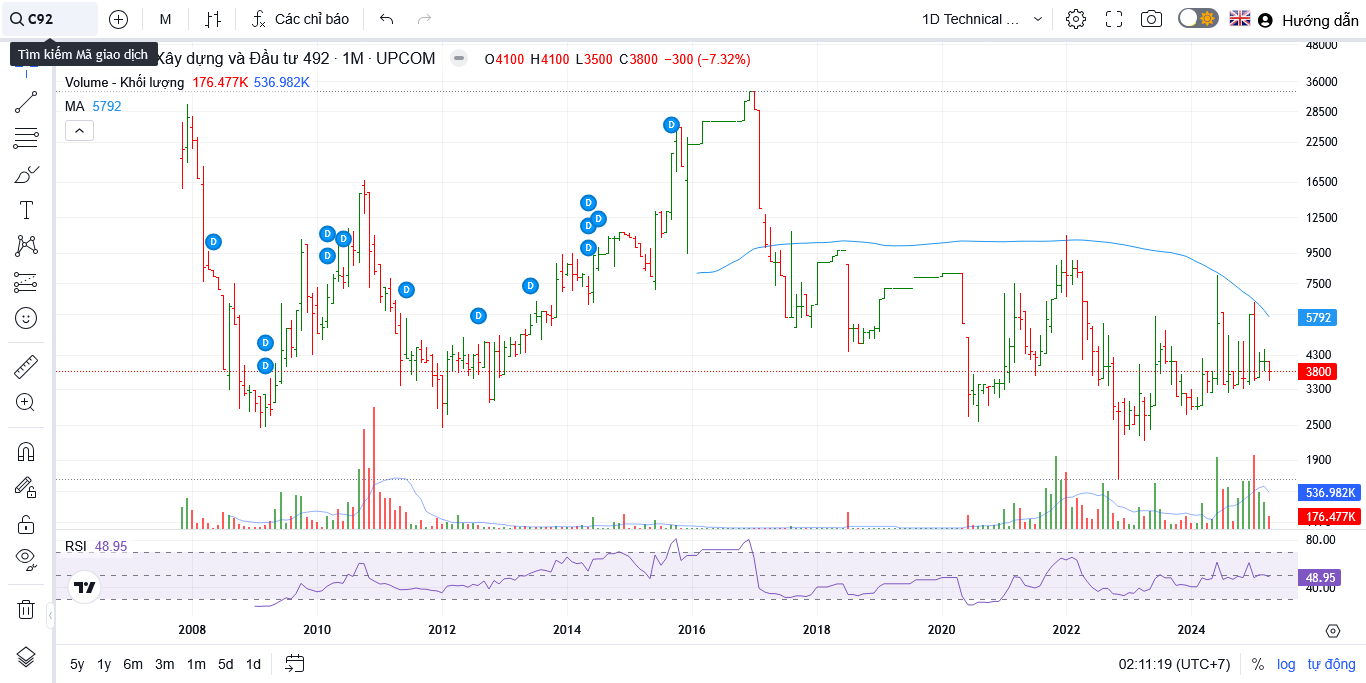 C92 M Các chỉ báo 1D Technical ... Hướng dẫn
Tìm kiếm Mã giao dịch
Xây dựng và Đầu tư 492 · 1M · UPCOM O4100 H4100 L3500 C3800 −300 (−7.32%)
Volume - Khối lượng 176.477K 536.982K
MA 5792
48000
36000
28500
22500
16500
12500
9500
7500
5792
4300
3800
3300
2500
1900
536.982K
176.477K
D
D
D
D
D
D
D
D
D
D
D
D
D
D
RSI 48.95
80.00
48.95
40.00
2008 2010 2012 2014 2016 2018 2020 2022 2024
5y 1y 6m 3m 1m 5d 1d 02:11:19 (UTC+7) % log tự động